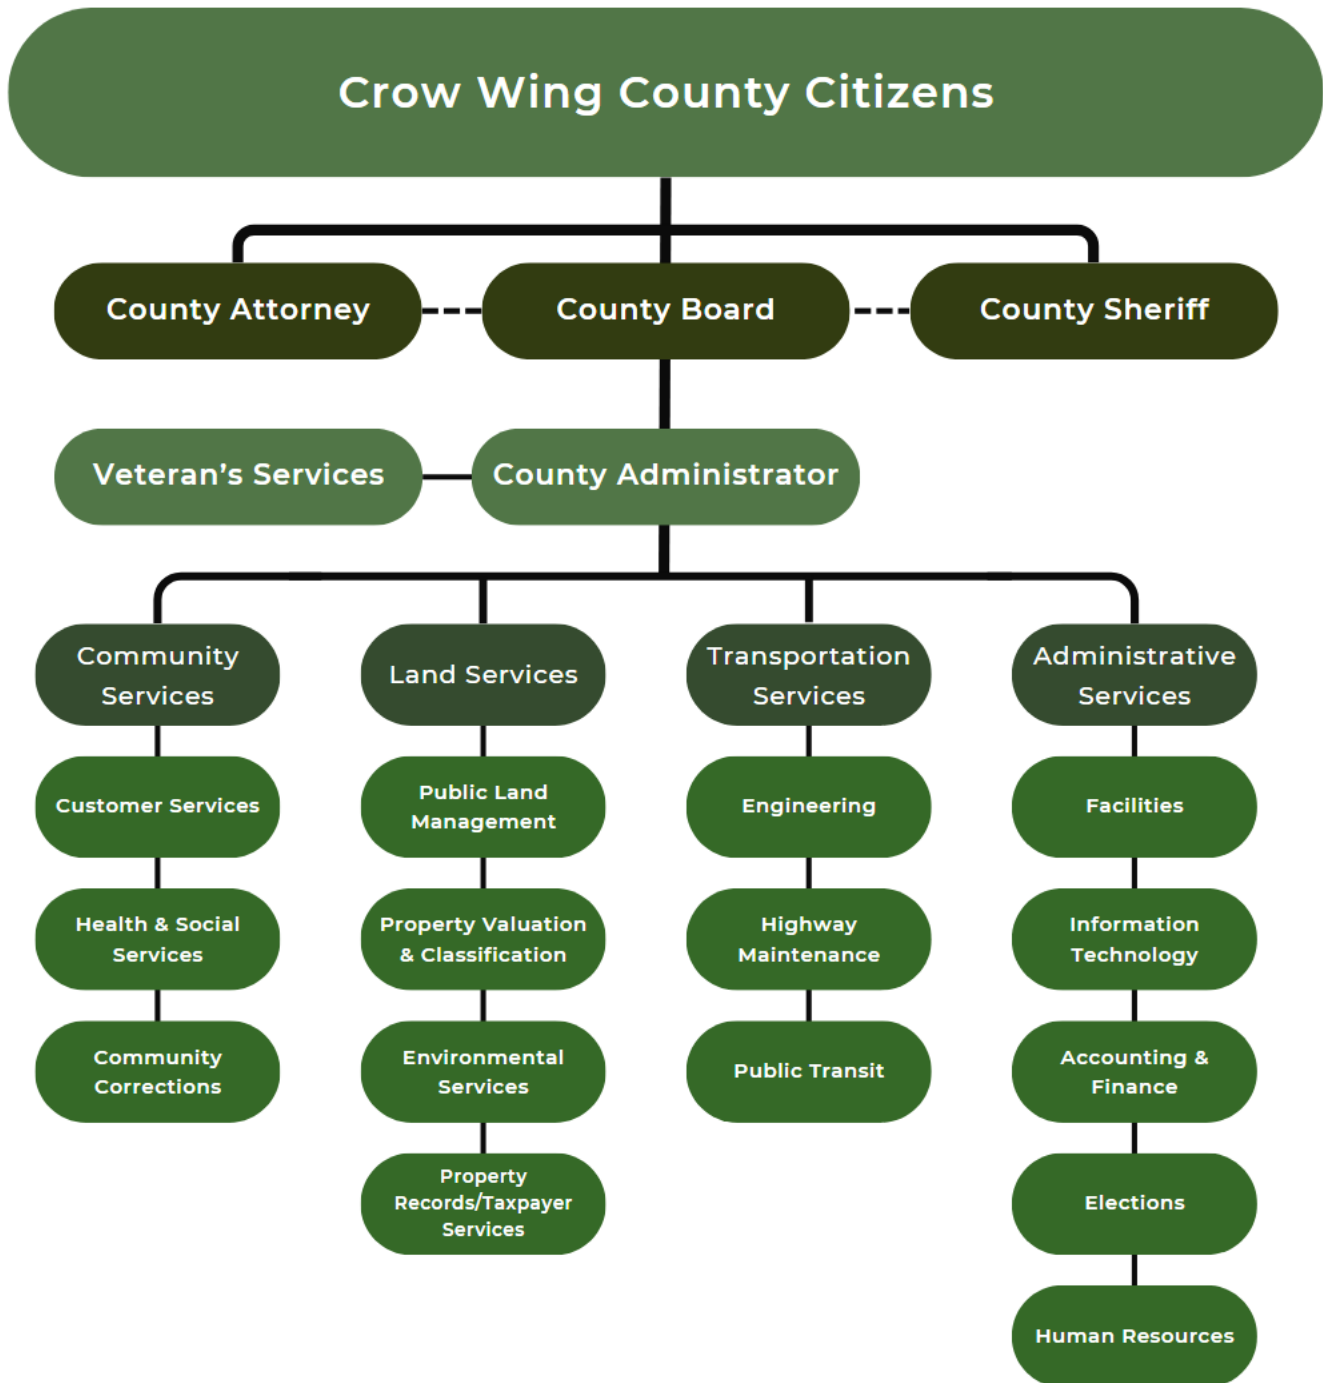 Crow Wing County Citizens
County Attorney
County Board
County Sheriff
Veteran’s Services
County Administrator
Community
Services
Land Services
Transportation
Services
Administrative
Services
Customer Services
Public Land
Management
Engineering
Facilities
Health & Social
Services
Property Valuation
& Classification
Highway
Maintenance
Information
Technology
Community
Corrections
Environmental
Services
Public Transit
Accounting &
Finance
Property
Records/Taxpayer
Services
Elections
Human Resources